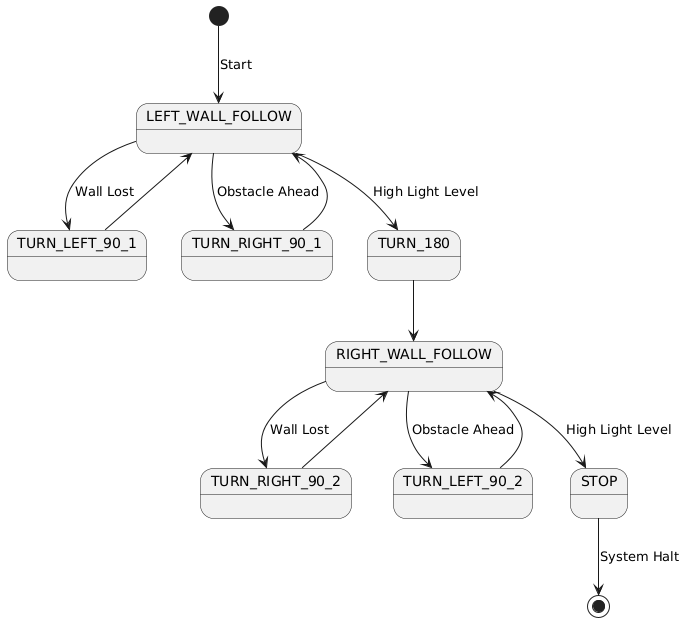 Start
LEFT_WALL_FOLLOW
Wall Lost
Obstacle Ahead
High Light Level
TURN_LEFT_90_1
TURN_RIGHT_90_1
TURN_180
RIGHT_WALL_FOLLOW
Wall Lost
Obstacle Ahead
High Light Level
TURN_RIGHT_90_2
TURN_LEFT_90_2
STOP
System Halt